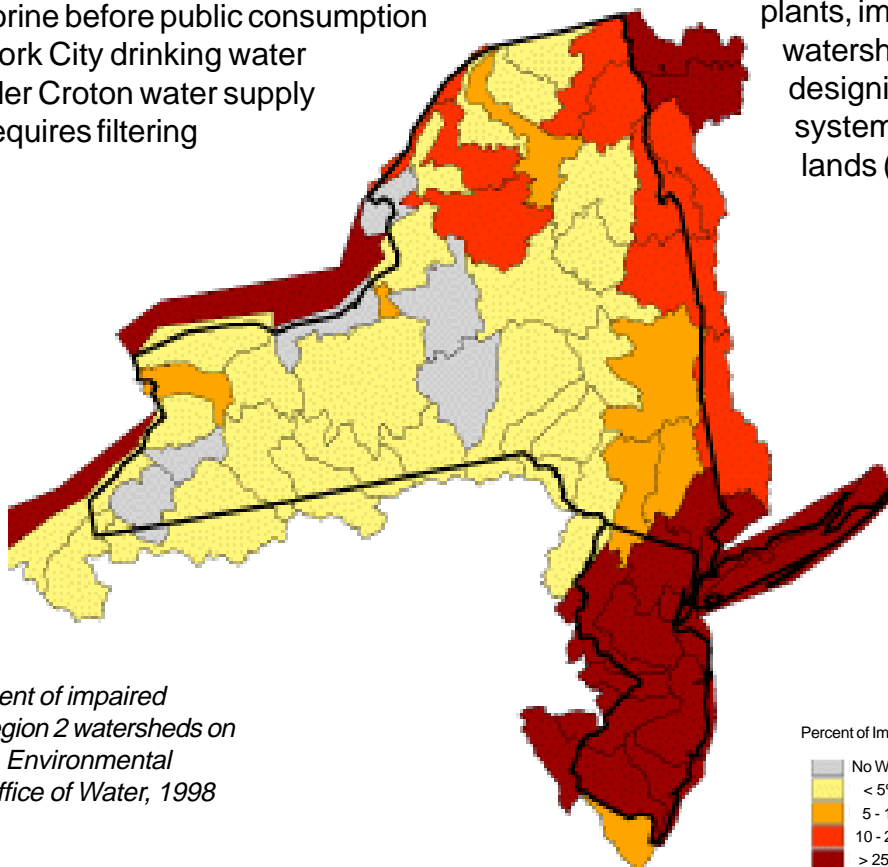 orine before public consumption
ork City drinking water
ler Croton water supply
equires filtering
plants, im
watersh
designi
system
lands (
ent of impaired
egion 2 watersheds on
Environmental
ffice of Water, 1998
Percent of Im
No W
< 5
5 - 1
10 - 2
> 25